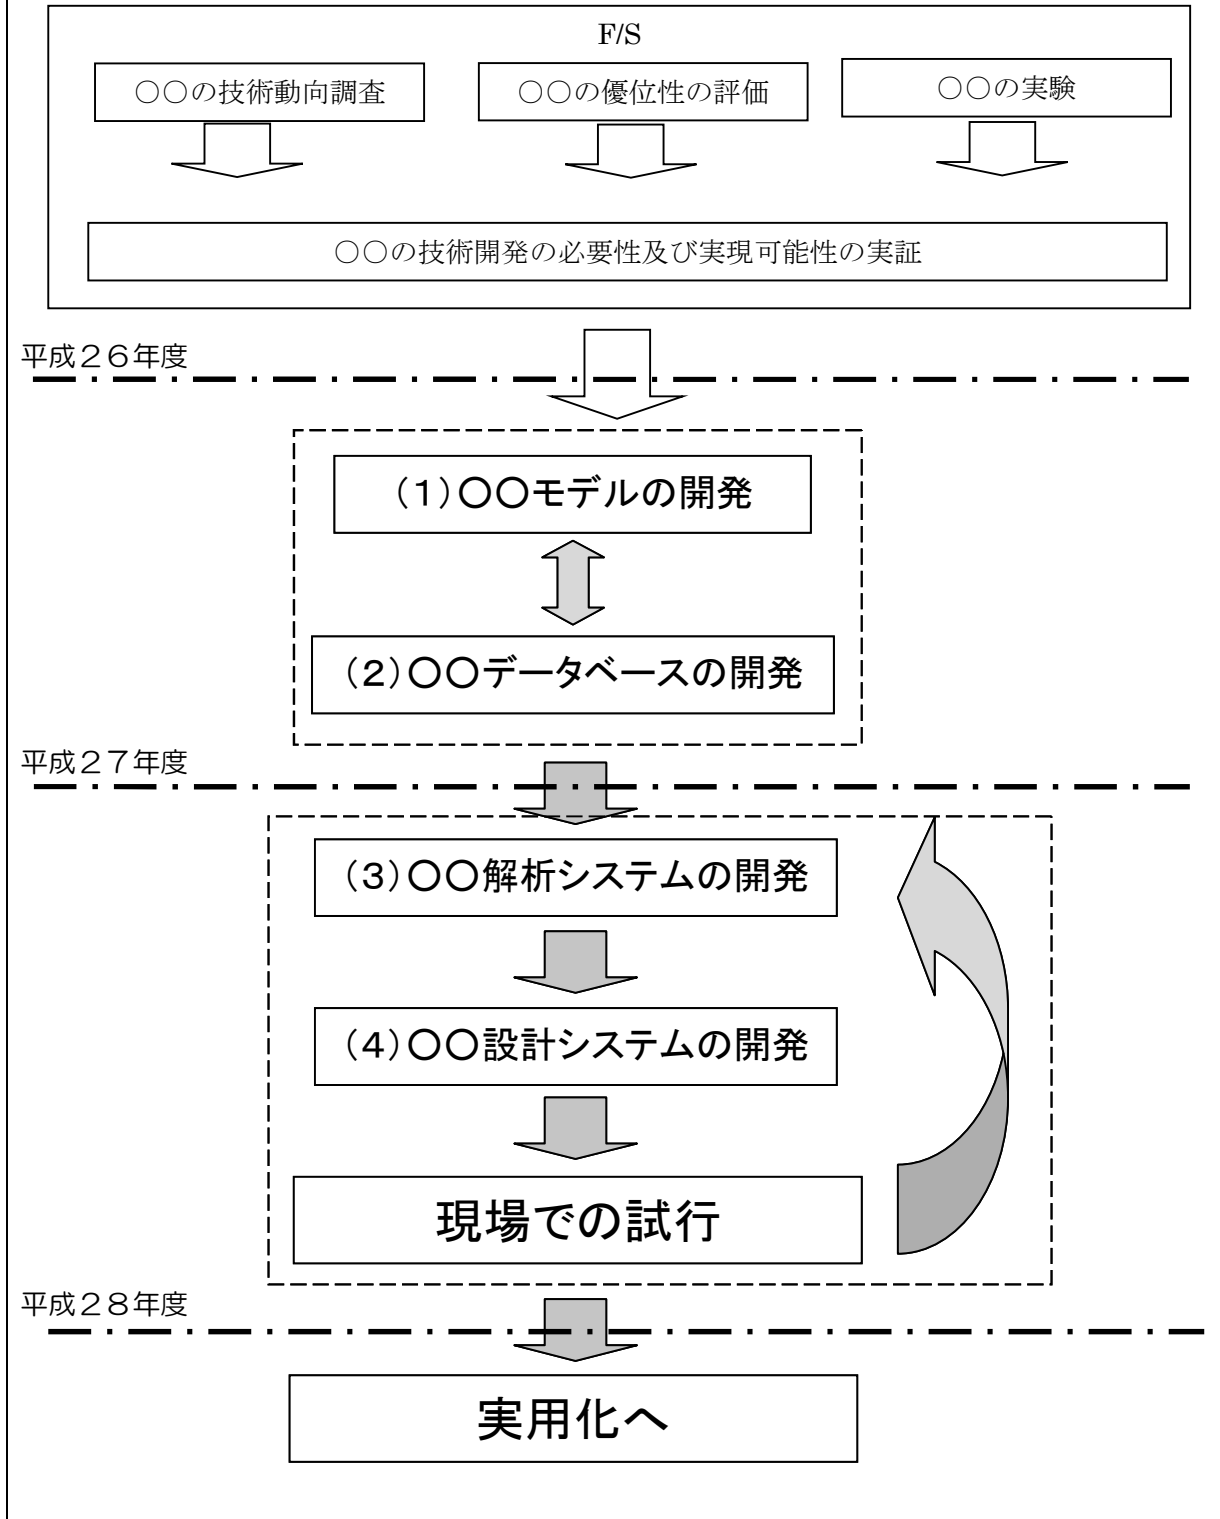 F/S
○○の技術動向調査
○○の優位性の評価
○○の実験
○○の技術開発の必要性及び実現可能性の実証
平成２６年度
(１)○○モデルの開発
(２)○○データベースの開発
平成２７年度
(３)○○解析システムの開発
(４)○○設計システムの開発
現場での試行
平成２８年度
実用化へ